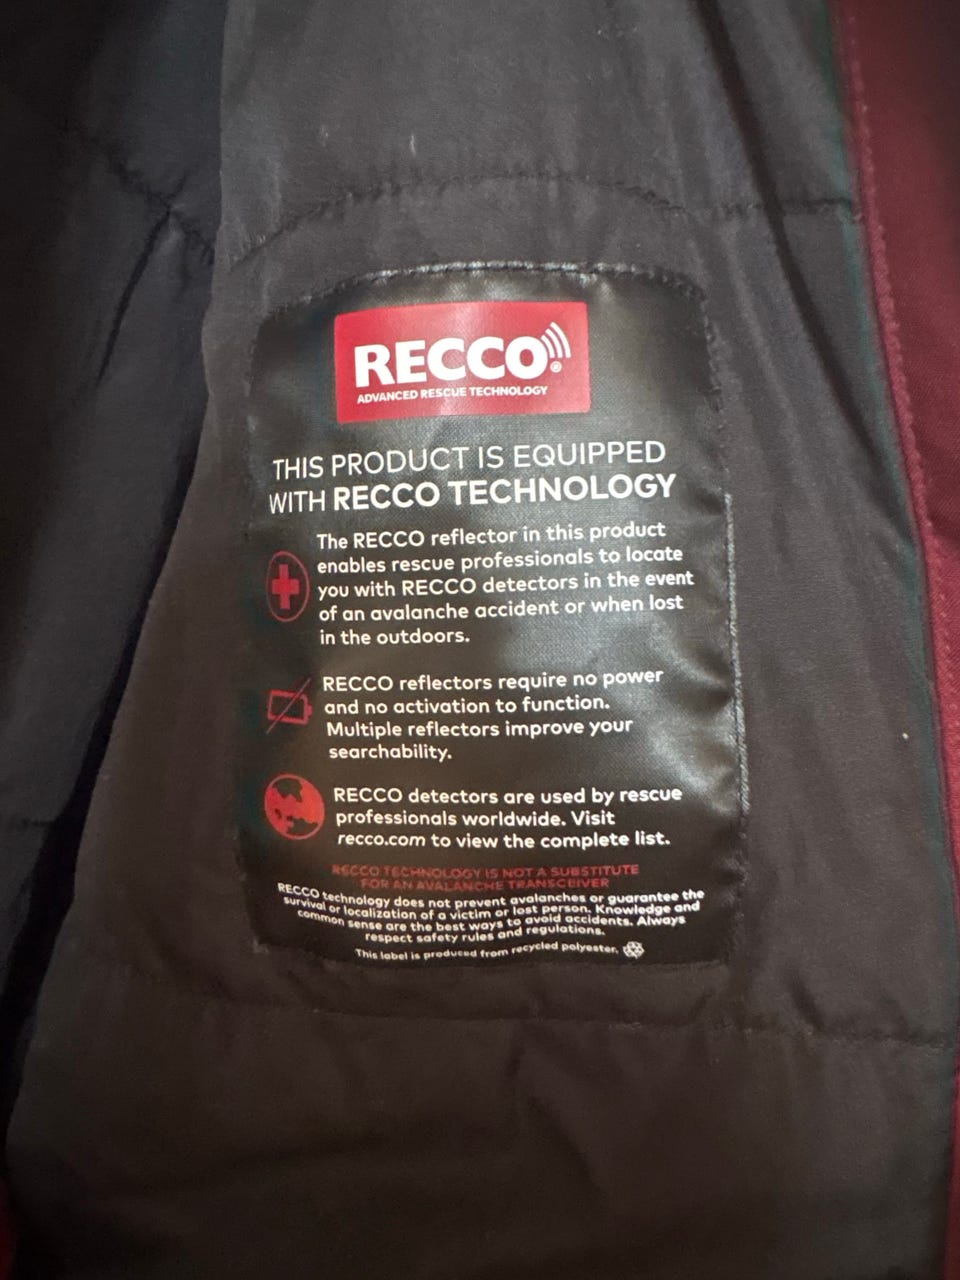 RECCO®
ADVANCED RESCUE TECHNOLOGY
THIS PRODUCT IS EQUIPPED
WITH RECCO TECHNOLOGY
The RECCO reflector in this product
enables rescue professionals to locate
you with RECCO detectors in the event
of an avalanche accident or when lost
in the outdoors.
RECCO reflectors require no power
and no activation to function.
Multiple reflectors improve your
searchability.
RECCO detectors are used by rescue
professionals worldwide. Visit
recco.com to view the complete list.
RECCO TECHNOLOGY IS NOT A SUBSTITUTE
FOR AN AVALANCHE TRANSCEIVER
RECCO technology does not prevent avalanches or guarantee the
survival or localization of a victim or lost person. Knowledge and
common sense are the best ways to avoid accidents. Always
respect safety rules and regulations.
This label is produced from recycled polyester.